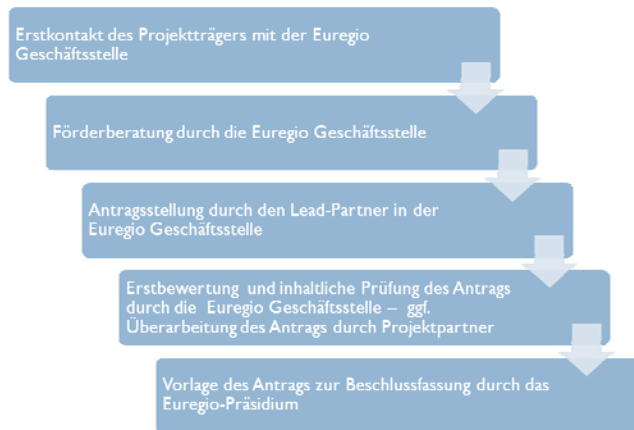 Erstkontakt des Projektträgers mit der Euregio
Geschäftsstelle
Förderberatung durch die Euregio Geschäftsstelle
Antragsstellung durch den Lead-Partner in der
Euregio Geschäftsstelle
Erstbewertung und inhaltliche Prüfung des Antrags
durch die Euregio Geschäftsstelle – ggf.
Überarbeitung des Antrags durch Projektpartner
Vorlage des Antrags zur Beschlussfassung durch das
Euregio-Präsidium